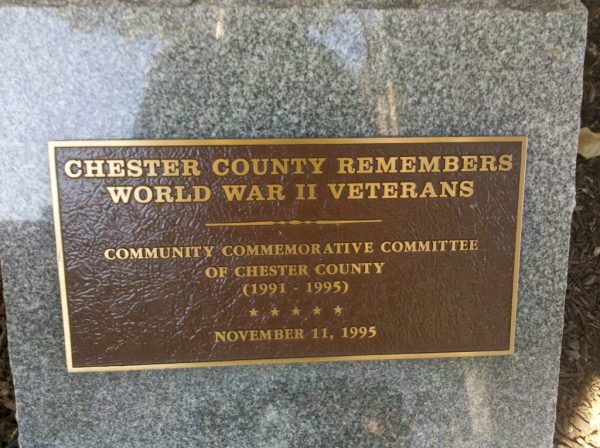 CHESTER COUNTY REMEMBERS
WORLD WAR II VETERANS
COMMUNITY COMMEMORATIVE COMMITTEE
OF CHESTER COUNTY
(1991 - 1995)
★ ★ ★ ★ ★
NOVEMBER 11, 1995